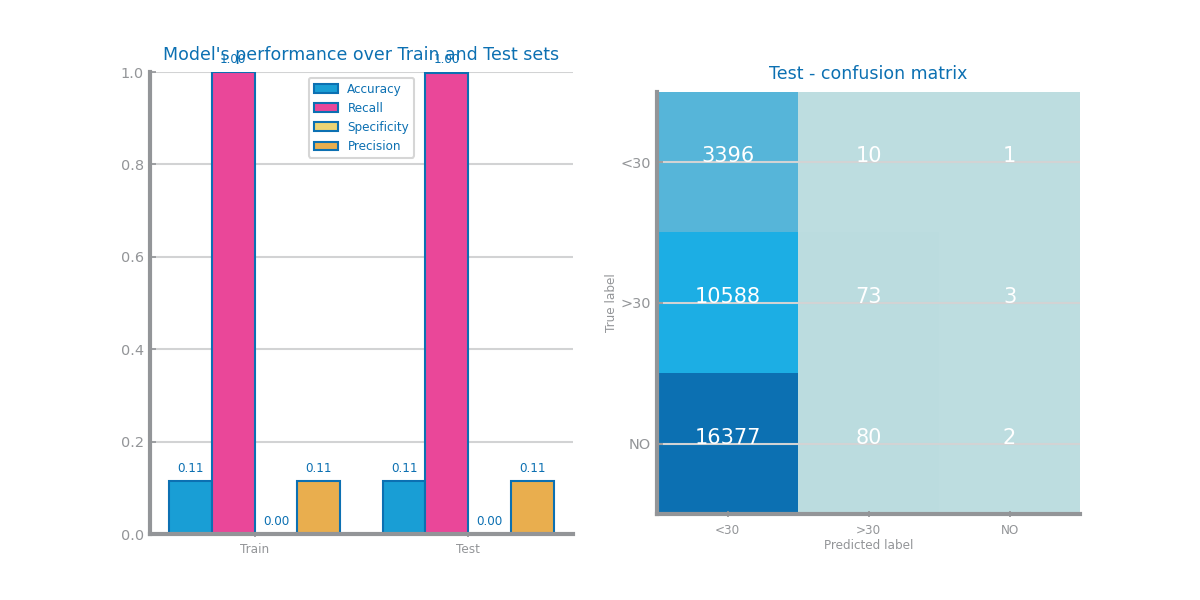 Model's performance over Train and Test sets
1.00
1.00
1.0
Accuracy
Recall
Specificity
Precision
0.8
0.6
0.4
0.2
0.11
0.00
0.11
0.11
0.00
0.11
0.0
Train
Test
Test - confusion matrix
<30
3396
10
1
True label
>30
10588
73
3
NO
16377
80
2
<30
>30
NO
Predicted label